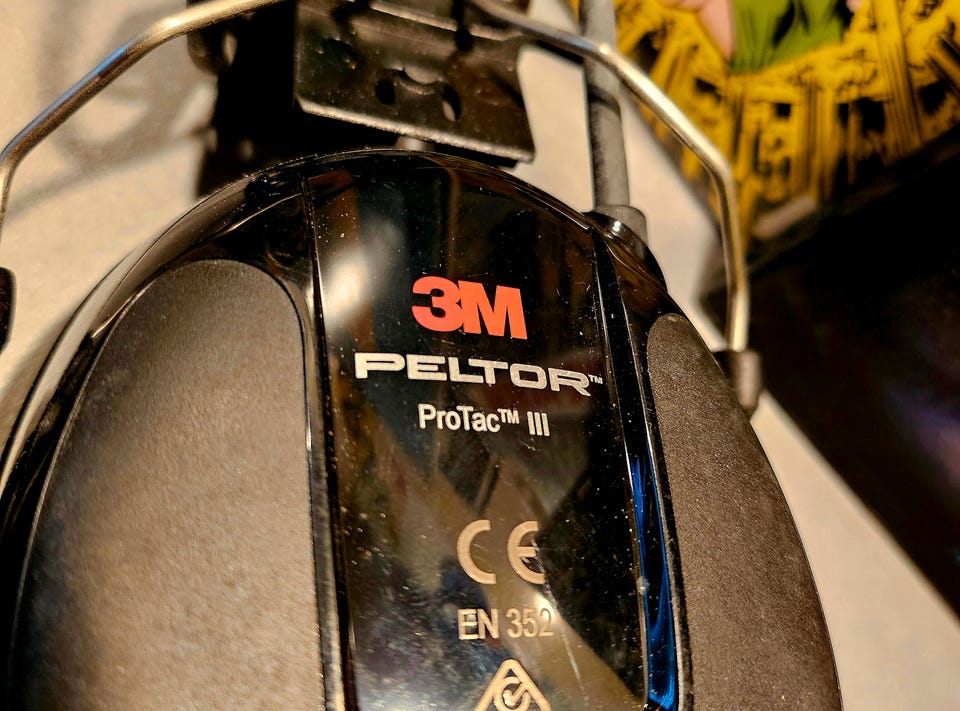 3M
PELTOR™
ProTac™ III
CE
EN 352